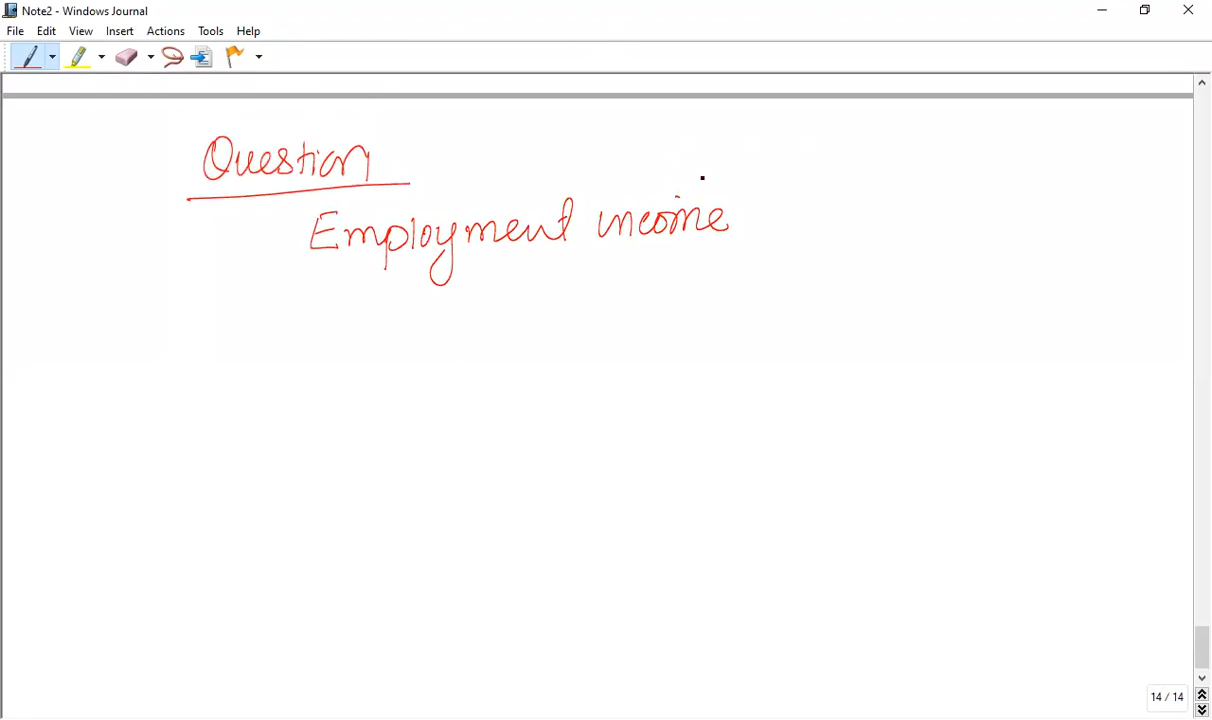 Note2 - Windows Journal
File Edit View Insert Actions Tools Help
Question
Employment income
14 / 14